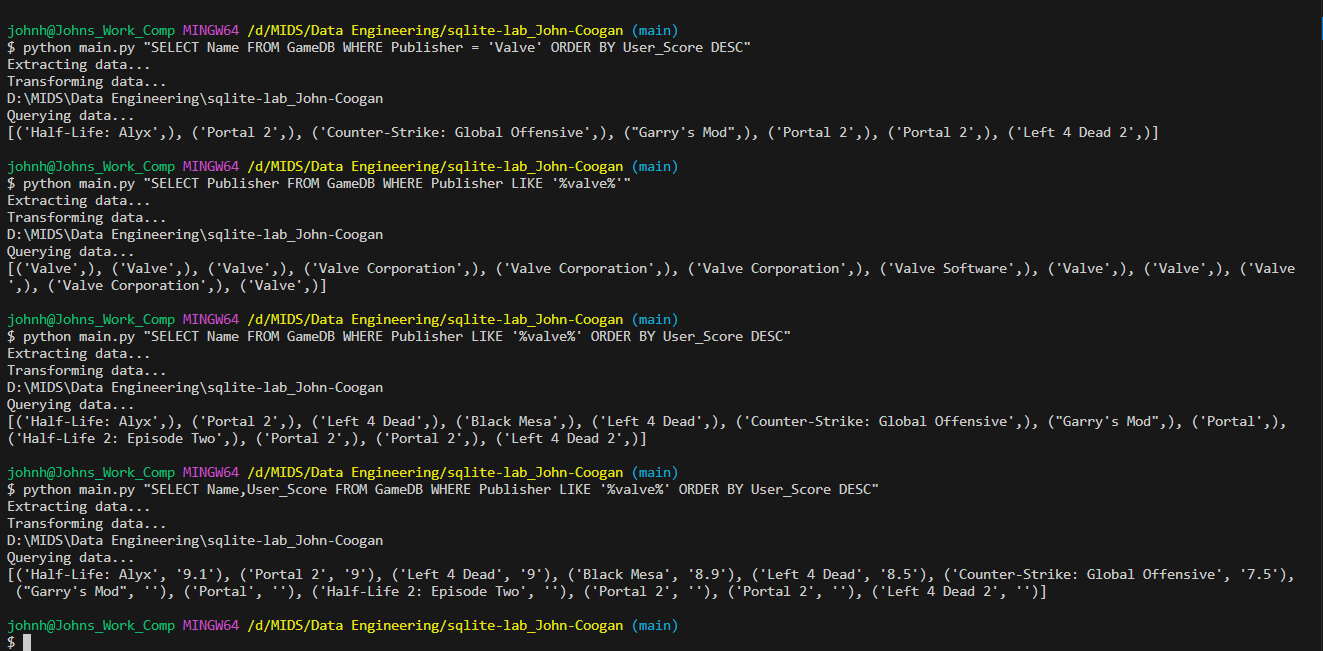 johnh@Johns_Work_Comp MINGW64 /d/MIDS/Data Engineering/sqlite-lab_John-Coogan (main)
$ python main.py "SELECT Name FROM GameDB WHERE Publisher = 'Valve' ORDER BY User_Score DESC"
Extracting data...
Transforming data...
D:\MIDS\Data Engineering\sqlite-lab_John-Coogan
Querying data...
[('Half-Life: Alyx',), ('Portal 2',), ('Counter-Strike: Global Offensive',), ("Garry's Mod",), ('Portal 2',), ('Portal 2',), ('Left 4 Dead 2',)]
johnh@Johns_Work_Comp MINGW64 /d/MIDS/Data Engineering/sqlite-lab_John-Coogan (main)
$ python main.py "SELECT Publisher FROM GameDB WHERE Publisher LIKE '%valve%'"
Extracting data...
Transforming data...
D:\MIDS\Data Engineering\sqlite-lab_John-Coogan
Querying data...
[('Valve',), ('Valve',), ('Valve',), ('Valve Corporation',), ('Valve Corporation',), ('Valve Corporation',), ('Valve Software',), ('Valve',), ('Valve',), ('Valve
',), ('Valve Corporation',), ('Valve',)]
johnh@Johns_Work_Comp MINGW64 /d/MIDS/Data Engineering/sqlite-lab_John-Coogan (main)
$ python main.py "SELECT Name FROM GameDB WHERE Publisher LIKE '%valve%' ORDER BY User_Score DESC"
Extracting data...
Transforming data...
D:\MIDS\Data Engineering\sqlite-lab_John-Coogan
Querying data...
[('Half-Life: Alyx',), ('Portal 2',), ('Left 4 Dead',), ('Black Mesa',), ('Left 4 Dead',), ('Counter-Strike: Global Offensive',), ("Garry's Mod",), ('Portal',),
('Half-Life 2: Episode Two',), ('Portal 2',), ('Portal 2',), ('Left 4 Dead 2',)]
johnh@Johns_Work_Comp MINGW64 /d/MIDS/Data Engineering/sqlite-lab_John-Coogan (main)
$ python main.py "SELECT Name,User_Score FROM GameDB WHERE Publisher LIKE '%valve%' ORDER BY User_Score DESC"
Extracting data...
Transforming data...
D:\MIDS\Data Engineering\sqlite-lab_John-Coogan
Querying data...
[('Half-Life: Alyx', '9.1'), ('Portal 2', '9'), ('Left 4 Dead', '9'), ('Black Mesa', '8.9'), ('Left 4 Dead', '8.5'), ('Counter-Strike: Global Offensive', '7.5'),
("Garry's Mod", ''), ('Portal', ''), ('Half-Life 2: Episode Two', ''), ('Portal 2', ''), ('Portal 2', ''), ('Left 4 Dead 2', '')]
johnh@Johns_Work_Comp MINGW64 /d/MIDS/Data Engineering/sqlite-lab_John-Coogan (main)
$